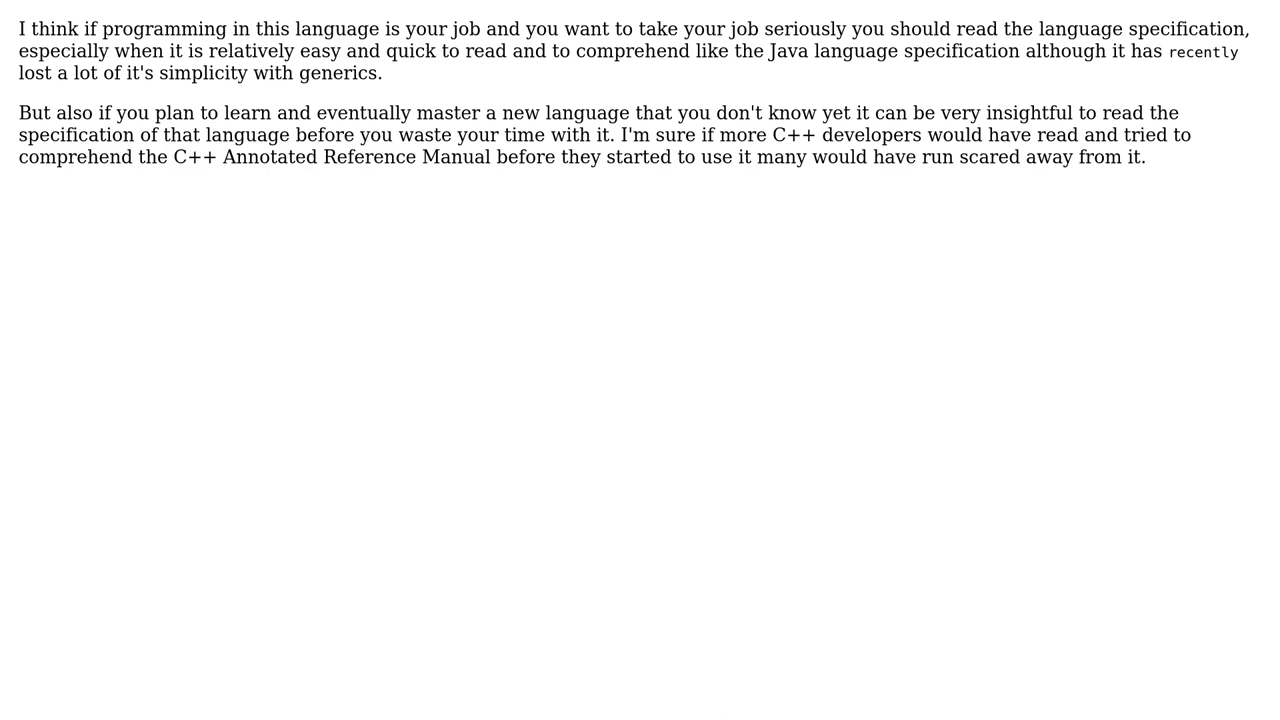 I think if programming in this language is your job and you want to take your job seriously you should read the language specification,
especially when it is relatively easy and quick to read and to comprehend like the Java language specification although it has recently
lost a lot of it's simplicity with generics.
But also if you plan to learn and eventually master a new language that you don't know yet it can be very insightful to read the
specification of that language before you waste your time with it. I'm sure if more C++ developers would have read and tried to
comprehend the C++ Annotated Reference Manual before they started to use it many would have run scared away from it.